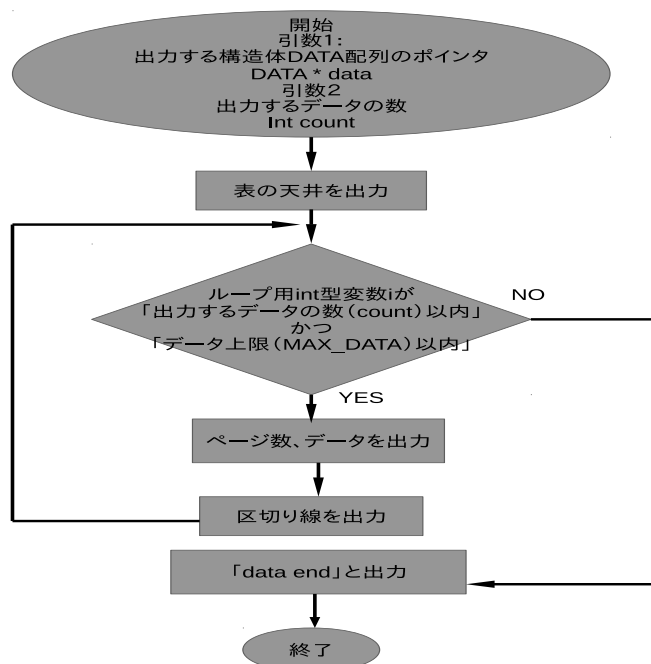 開始
引数1:
出力する構造体DATA配列のポインタ
DATA * data
引数2
出力するデータの数
Int count
表の天井を出力
ループ用int型変数iが
「出力するデータの数(count)以内」
かつ
「データ上限(MAX_DATA)以内」
NO
YES
ページ数、データを出力
区切り線を出力
「data end」と出力
終了